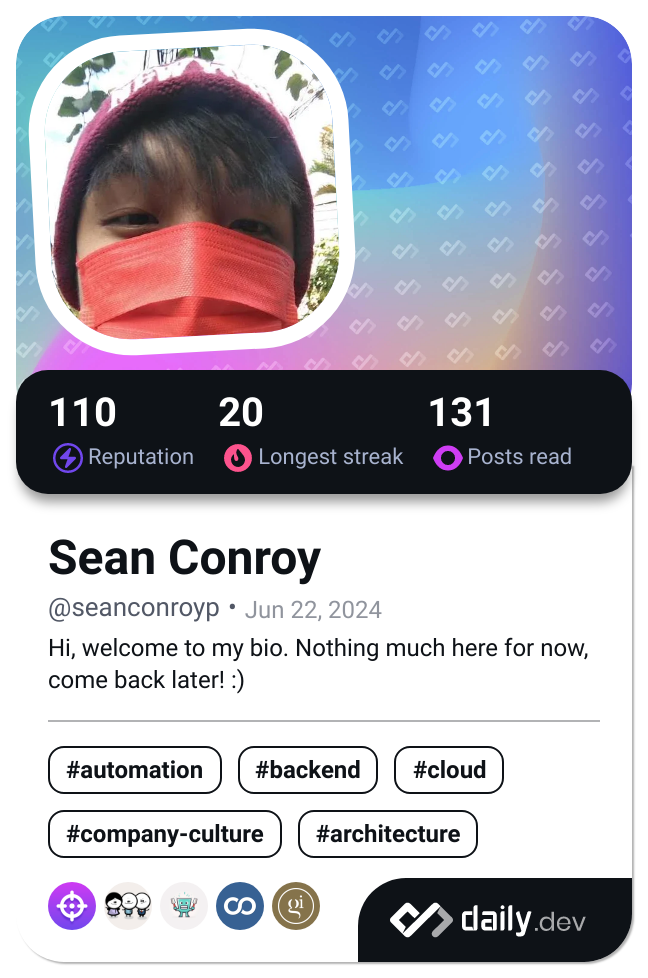 110 20 131
Reputation Longest streak Posts read
Sean Conroy
@seanconroyp • Jun 22, 2024
Hi, welcome to my bio. Nothing much here for now,
come back later! :)
#automation #backend #cloud
#company-culture #architecture
gi
daily.dev